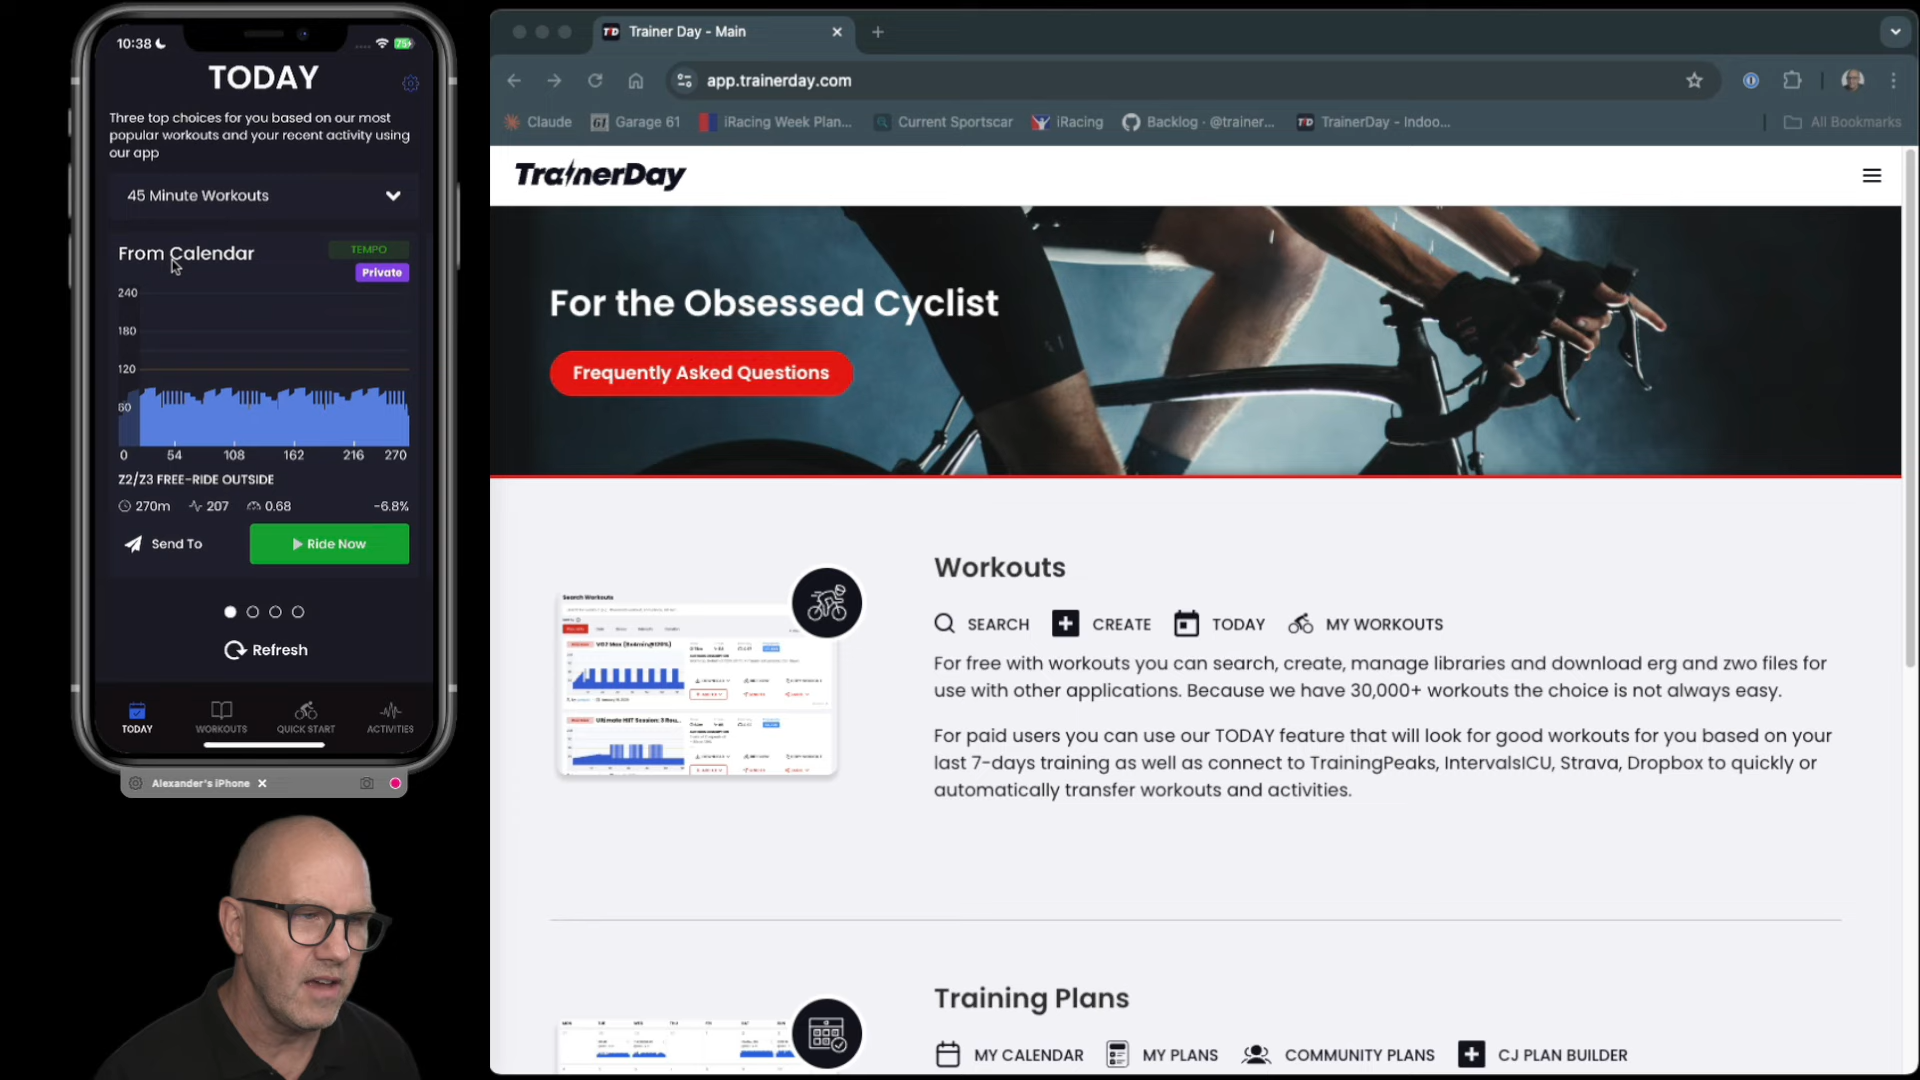 10:38
75
TODAY
Three top choices for you based on our most
popular workouts and your recent activity using
our app
45 Minute Workouts
From Calendar
TEMPO
Private
240
180
120
60
0 54 108 162 216 270
Z2/Z3 FREE-RIDE OUTSIDE
270m 207 0.68 -6.8%
Send To
Ride Now
Refresh
TODAY WORKOUTS QUICK START ACTIVITIES
Alexander's iPhone
Trainer Day - Main
app.trainerday.com
Claude Garage 61 iRacing Week Plan... Current Sportscar iRacing Backlog · @trainer... TrainerDay - Indoo... All Bookmarks
TrainerDay
For the Obsessed Cyclist
Frequently Asked Questions
Search Workouts
Workouts
SEARCH CREATE TODAY MY WORKOUTS
For free with workouts you can search, create, manage libraries and download erg and zwo files for
use with other applications. Because we have 30,000+ workouts the choice is not always easy.
For paid users you can use our TODAY feature that will look for good workouts for you based on your
last 7-days training as well as connect to TrainingPeaks, IntervalsICU, Strava, Dropbox to quickly or
automatically transfer workouts and activities.
Training Plans
MY CALENDAR MY PLANS COMMUNITY PLANS CJ PLAN BUILDER